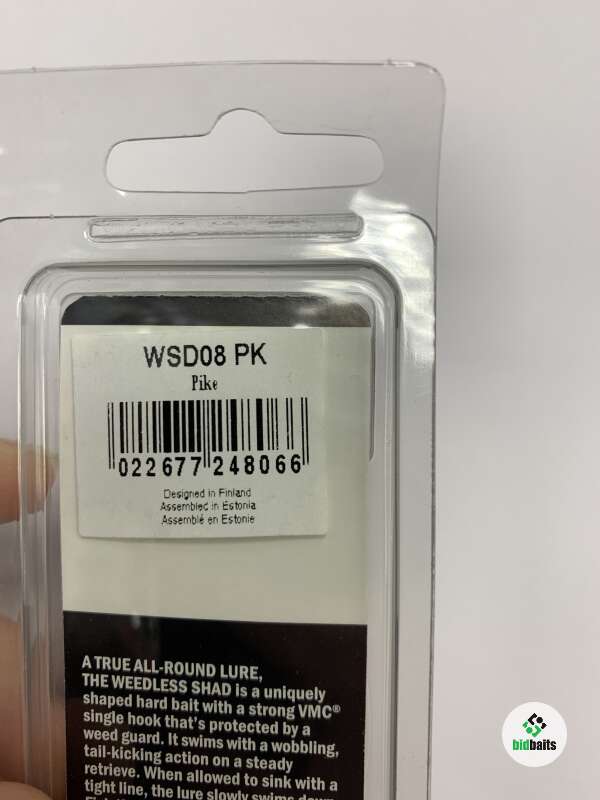 WSD08 PK
Pike
022677 248066
Designed in Finland
Assembled in Estonia
Assemblé en Estonie
A TRUE ALL-ROUND LURE,
THE WEEDLESS SHAD is a uniquely
shaped hard bait with a strong VMC®
single hook that's protected by a
weed guard. It swims with a wobbling,
tail-kicking action on a steady
retrieve. When allowed to sink with a
tight line, the lure slowly swims down
bidbaits